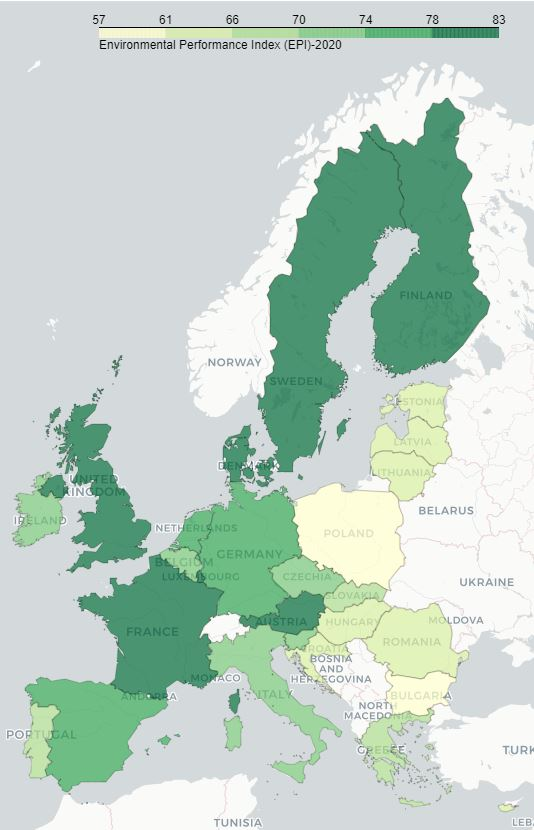 57 61 66 70 74 78 83
Environmental Performance Index (EPI)-2020
FINLAND
NORWAY
SWEDEN
ESTONIA
LATVIA
DENMARK
LITHUANIA
UNITED
KINGDOM
BELARUS
IRELAND
NETHERLANDS
POLAND
GERMANY
BELGIUM
LUXEMBOURG
CZECHIA
UKRAINE
SLOVAKIA
AUSTRIA
HUNGARY
MOLDOVA
FRANCE
ROMANIA
CROATIA
BOSNIA
AND
HERZEGOVINA
MONACO
ANDORRA
ITALY
BULGARIA
NORTH
MACEDONIA
PORTUGAL
GREECE
TURK
TUNISIA
LEB